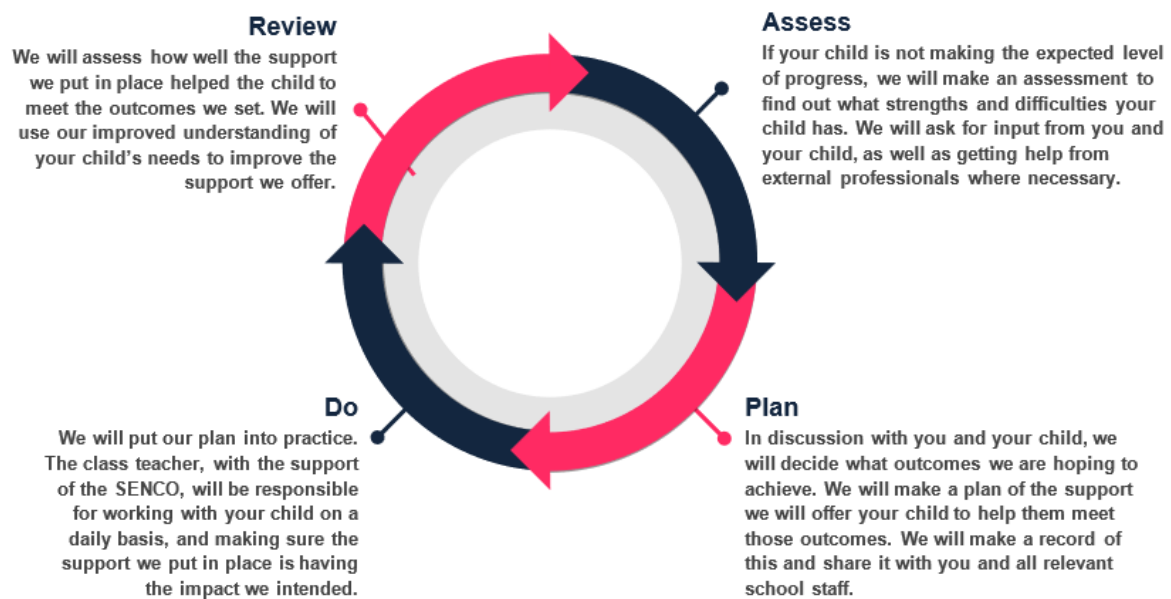 Review
We will assess how well the support
we put in place helped the child to
meet the outcomes we set. We will
use our improved understanding of
your child's needs to improve the
support we offer.
Assess
If your child is not making the expected level
of progress, we will make an assessment to
find out what strengths and difficulties your
child has. We will ask for input from you and
your child, as well as getting help from
external professionals where necessary.
Do
We will put our plan into practice.
The class teacher, with the support
of the SENCO, will be responsible
for working with your child on a
daily basis, and making sure the
support we put in place is having
the impact we intended.
Plan
In discussion with you and your child, we
will decide what outcomes we are hoping to
achieve. We will make a plan of the support
we will offer your child to help them meet
those outcomes. We will make a record of
this and share it with you and all relevant
school staff.